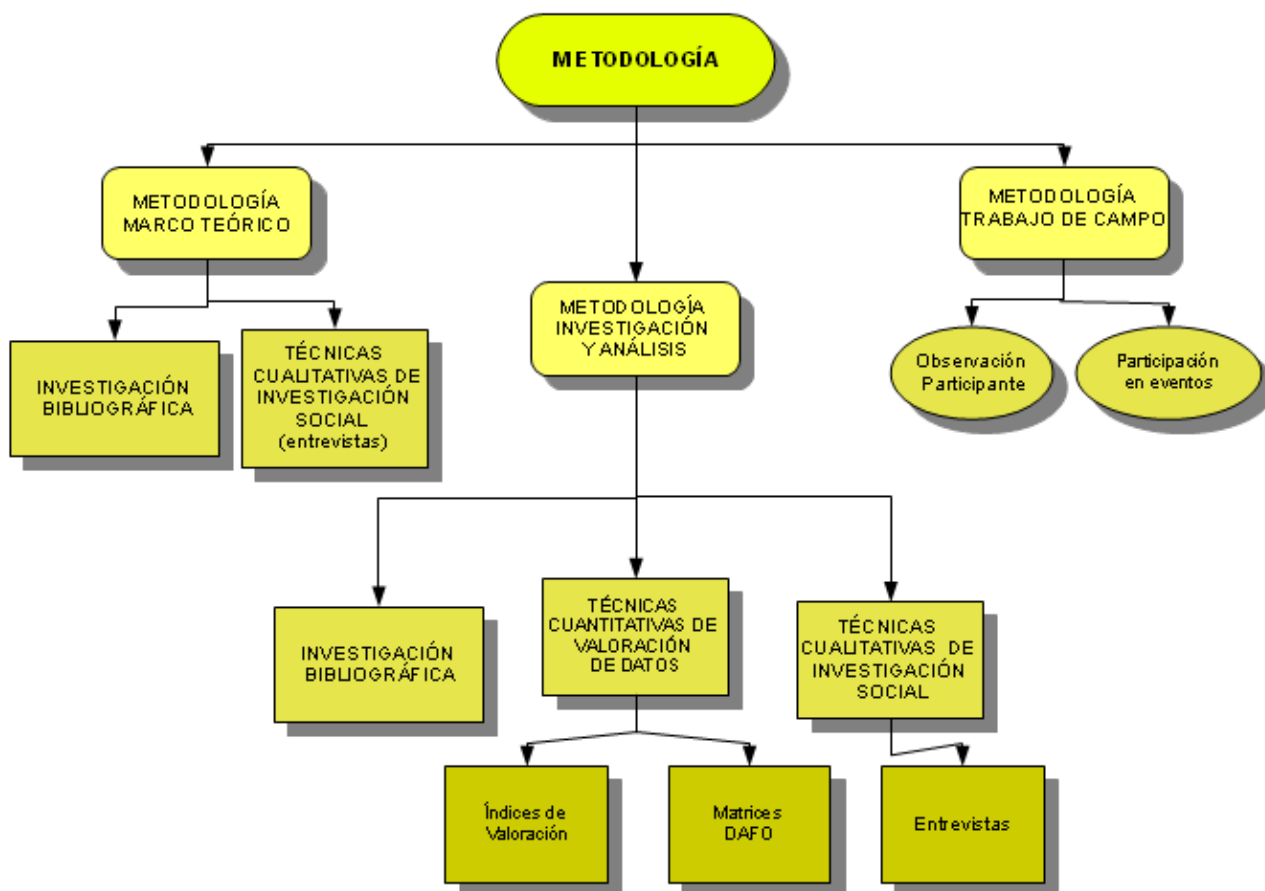 METODOLOGÍA
METODOLOGÍA
MARCO TEÓRICO
METODOLOGÍA
TRABAJO DE CAMPO
METODOLOGÍA
INVESTIGACIÓN
Y ANÁLISIS
INVESTIGACIÓN
BIBLIOGRÁFICA
TÉCNICAS
CUALITATIVAS DE
INVESTIGACIÓN
SOCIAL
(entrevistas)
Observación
Participante
Participación
en eventos
INVESTIGACIÓN
BIBLIOGRÁFICA
TÉCNICAS
CUANTITATIVAS DE
VALORACIÓN
DE DATOS
TÉCNICAS
CUALITATIVAS DE
INVESTIGACIÓN
SOCIAL
Índices de
Valoración
Matrices
DAFO
Entrevistas